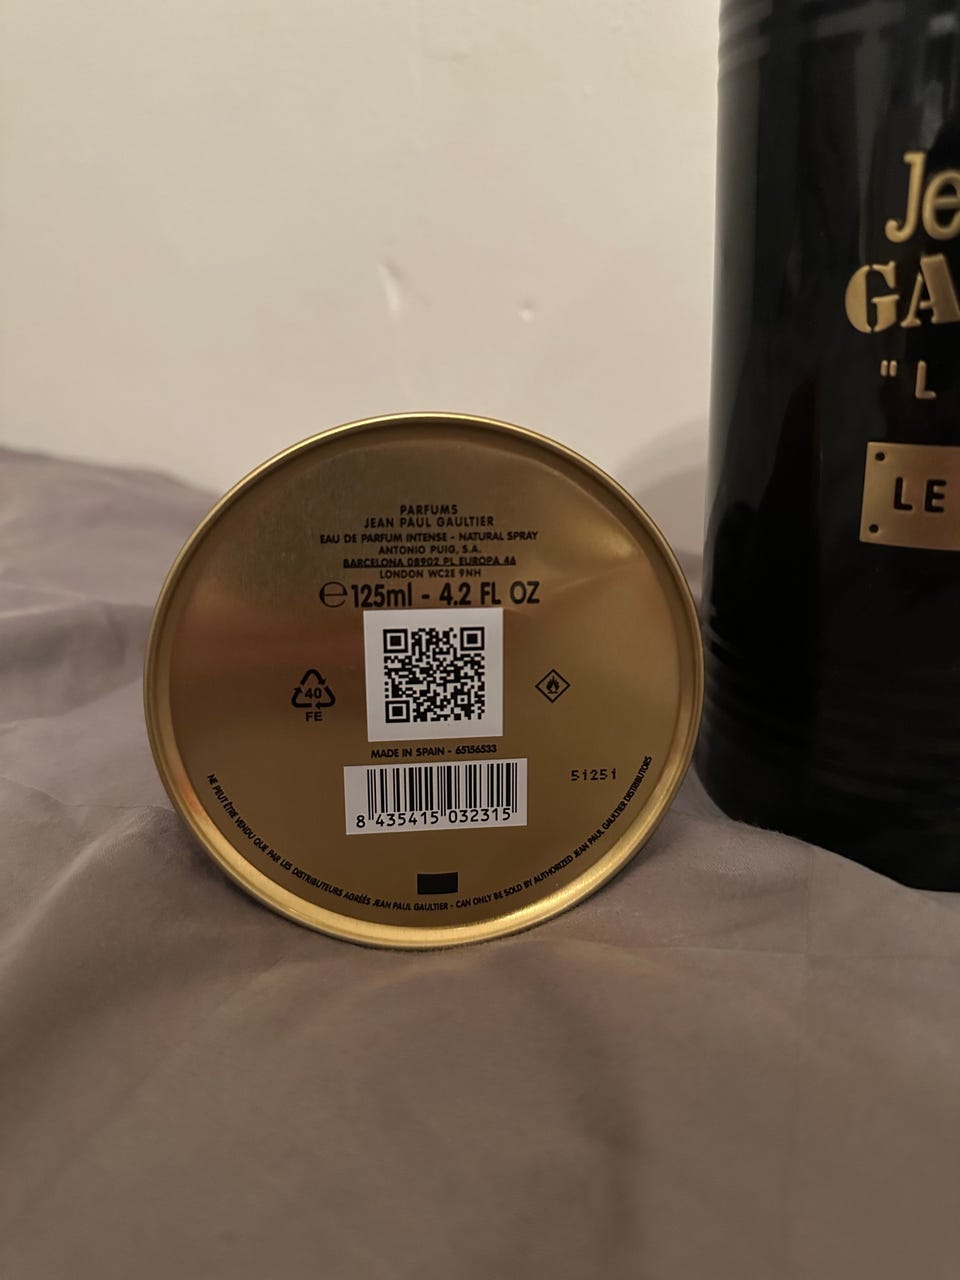 PARFUMS
JEAN PAUL GAULTIER
EAU DE PARFUM INTENSE - NATURAL SPRAY
ANTONIO PUIG, S.A.
BARCELONA 08902 PL EUROPA 46
LONDON WC2E 9NH
℮ 125ml - 4.2 FL OZ
40
FE
MADE IN SPAIN - 65156533
51251
8 435415 032315
NE PEUT ÊTRE VENDU QUE PAR LES DISTRIBUTEURS AGRÉÉS JEAN PAUL GAULTIER - CAN ONLY BE SOLD BY AUTHORIZED JEAN PAUL GAULTIER DISTRIBUTORS
Je
GA
" L
LE